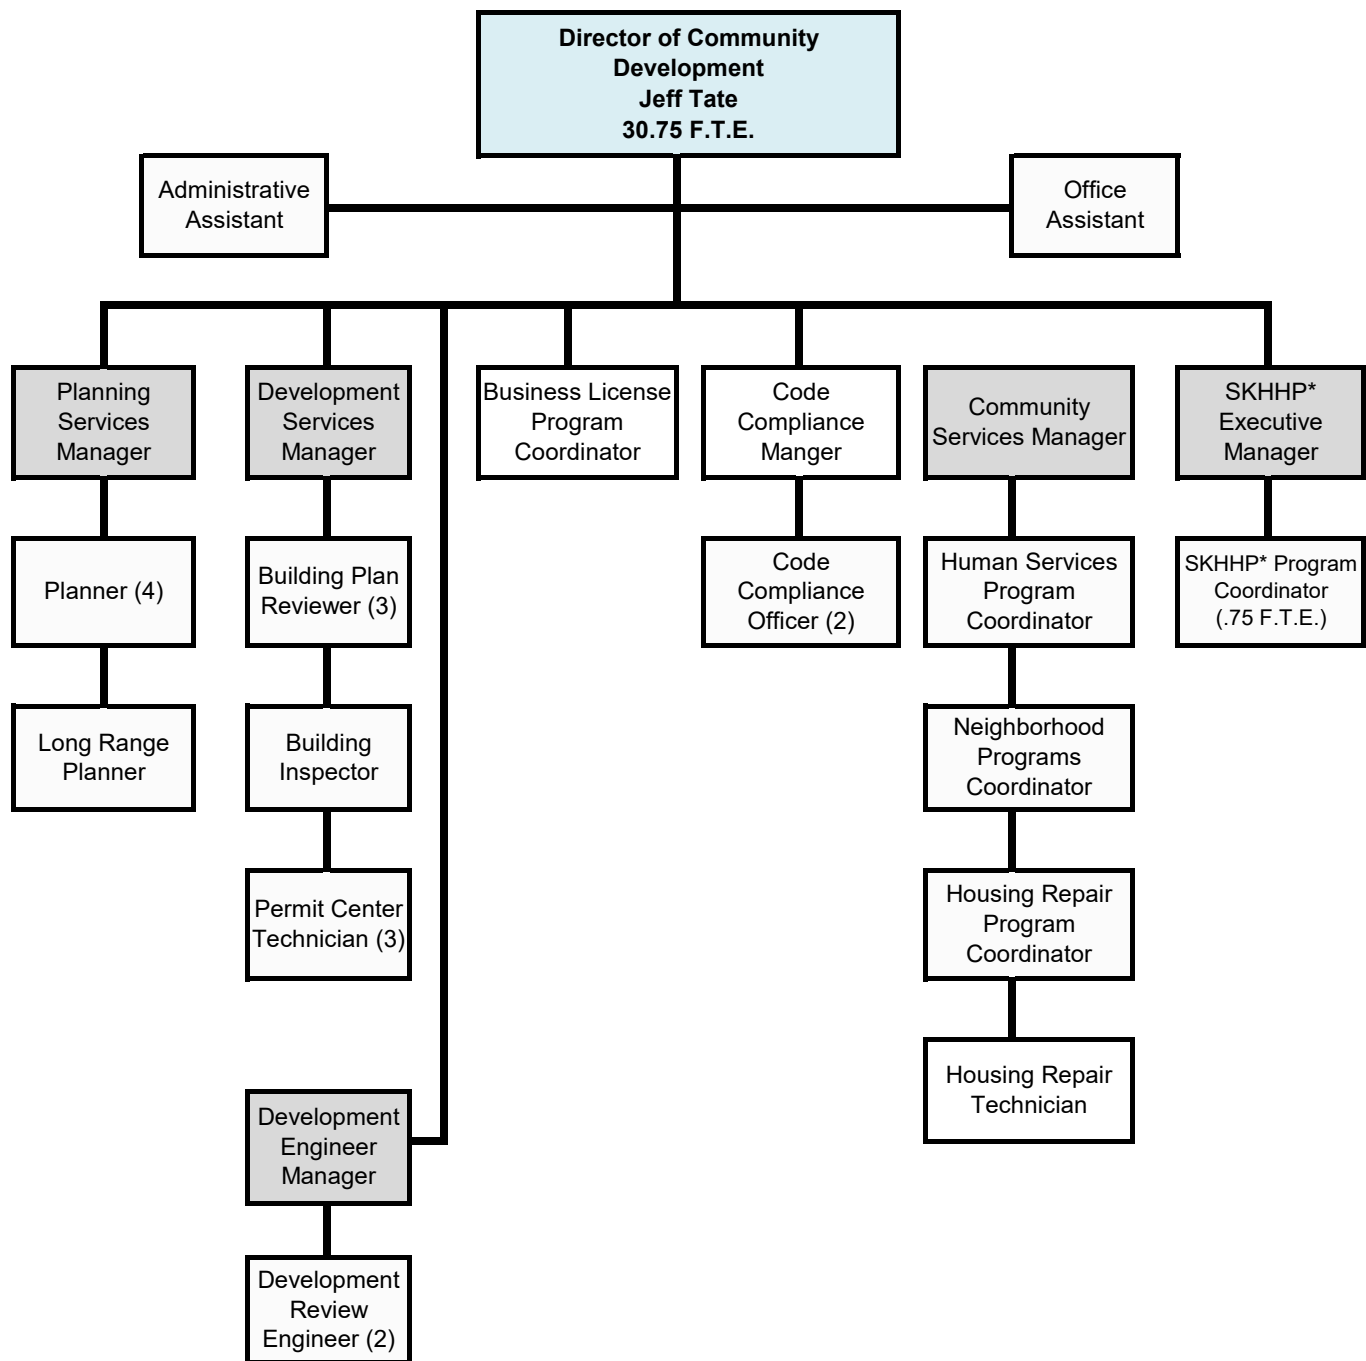 Director of Community
Development
Jeff Tate
30.75 F.T.E.
Administrative
Assistant
Office
Assistant
Planning
Services
Manager
Development
Services
Manager
Business License
Program
Coordinator
Code
Compliance
Manger
Community
Services Manager
SKHHP*
Executive
Manager
Planner (4)
Building Plan
Reviewer (3)
Code
Compliance
Officer (2)
Human Services
Program
Coordinator
SKHHP* Program
Coordinator
(.75 F.T.E.)
Long Range
Planner
Building
Inspector
Neighborhood
Programs
Coordinator
Permit Center
Technician (3)
Housing Repair
Program
Coordinator
Housing Repair
Technician
Development
Engineer
Manager
Development
Review
Engineer (2)